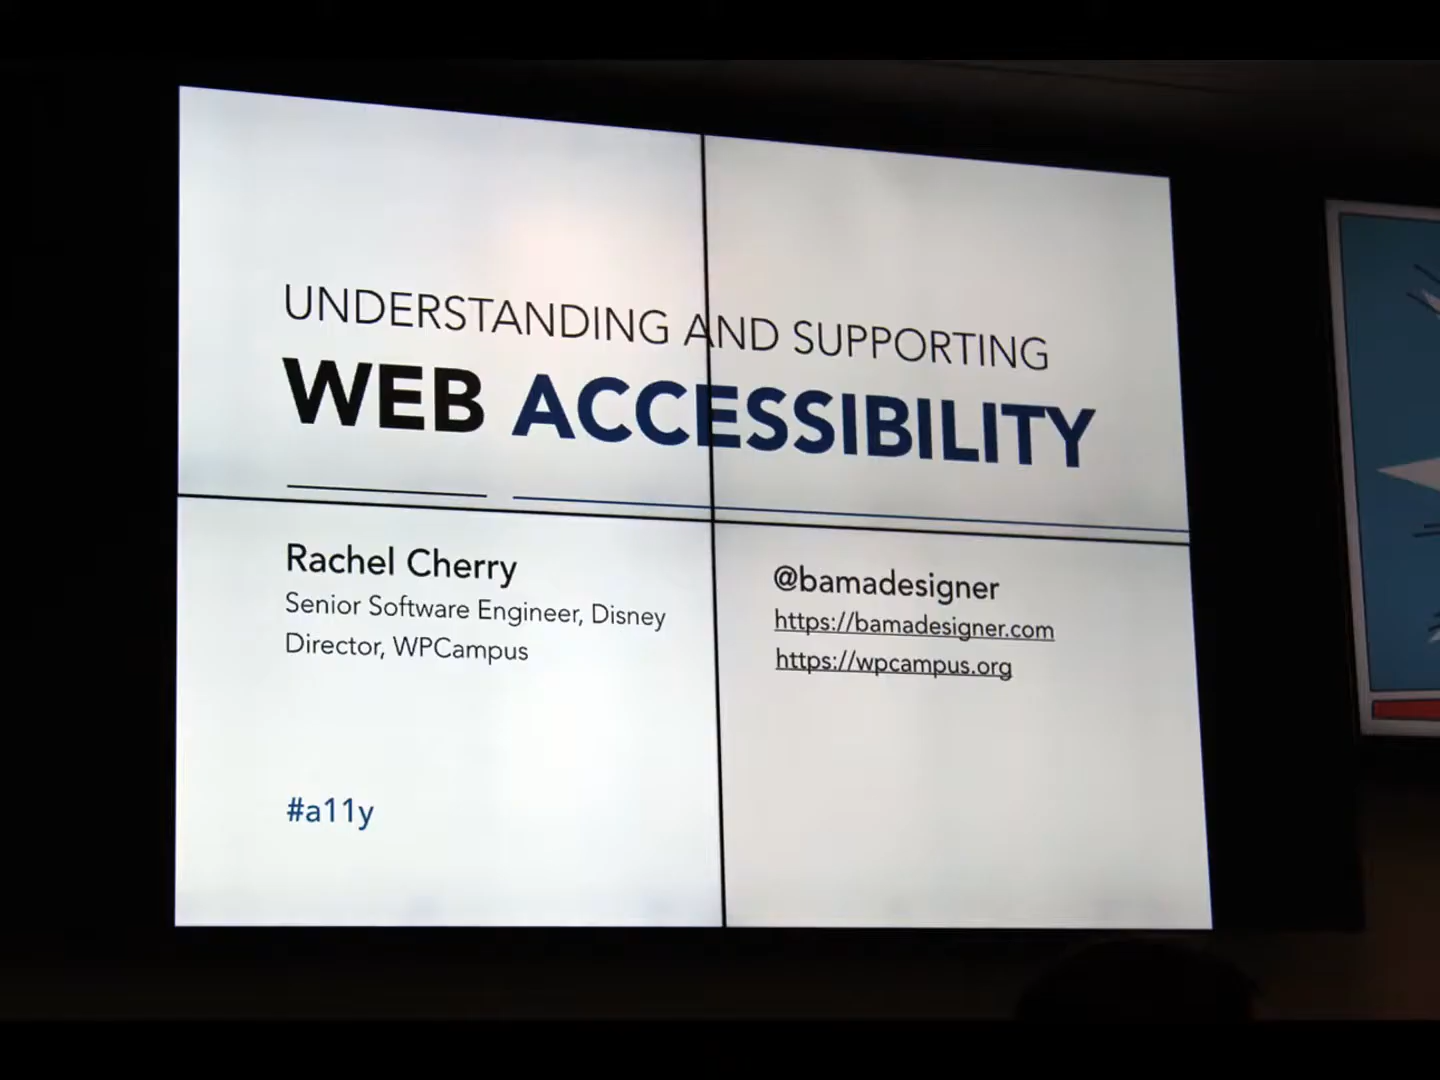 UNDERSTANDING AND SUPPORTING
WEB ACCESSIBILITY
Rachel Cherry
Senior Software Engineer, Disney
Director, WPCampus
@bamadesigner
https://bamadesigner.com
https://wpcampus.org
#a11y